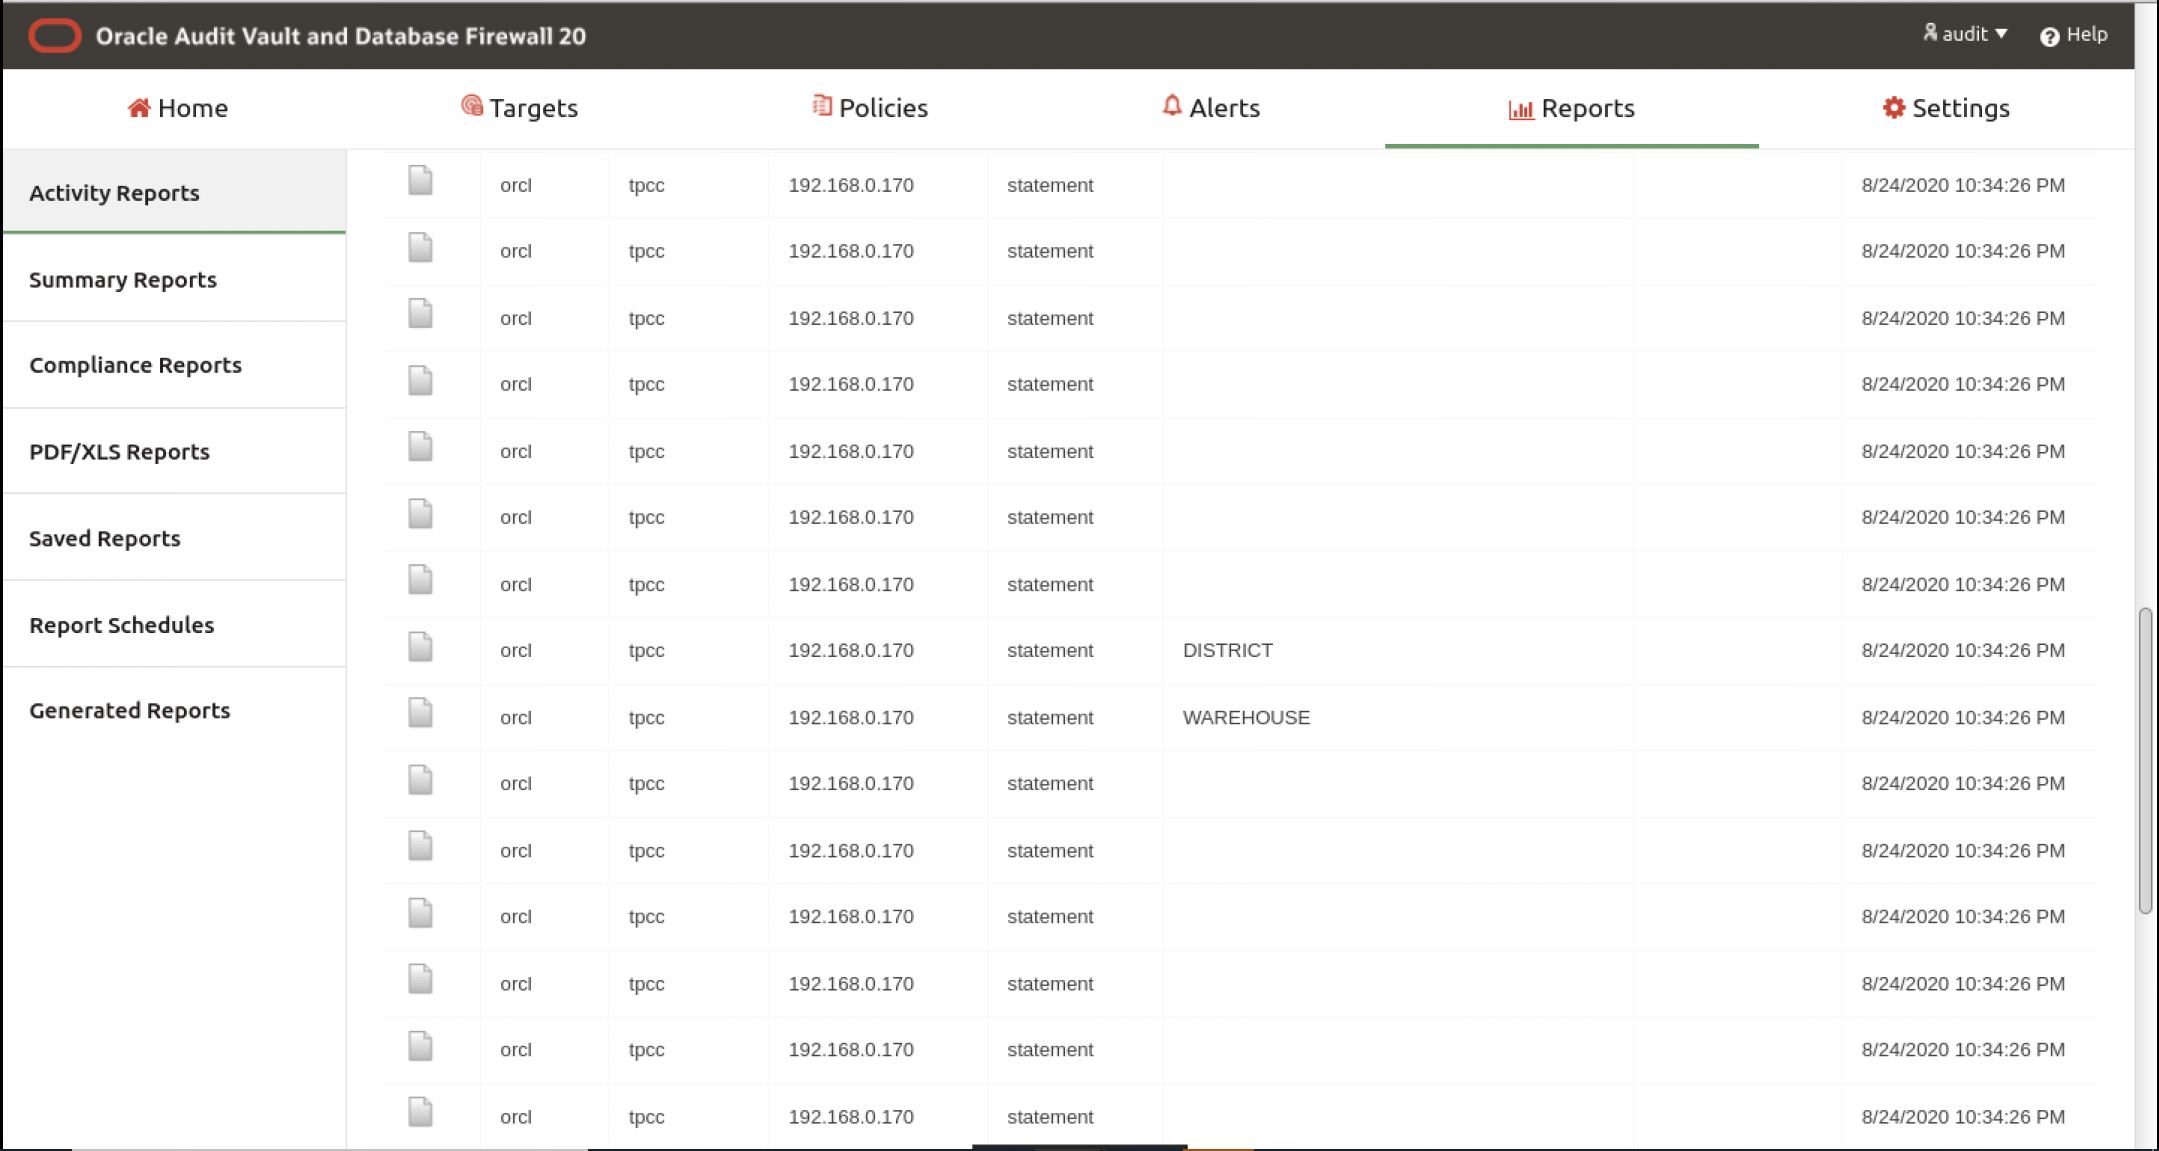 Oracle Audit Vault and Database Firewall 20
audit
Help
Home
Targets
Policies
Alerts
Reports
Settings
Activity Reports
Summary Reports
Compliance Reports
PDF/XLS Reports
Saved Reports
Report Schedules
Generated Reports
orcl tpcc 192.168.0.170 statement 8/24/2020 10:34:26 PM
orcl tpcc 192.168.0.170 statement 8/24/2020 10:34:26 PM
orcl tpcc 192.168.0.170 statement 8/24/2020 10:34:26 PM
orcl tpcc 192.168.0.170 statement 8/24/2020 10:34:26 PM
orcl tpcc 192.168.0.170 statement 8/24/2020 10:34:26 PM
orcl tpcc 192.168.0.170 statement 8/24/2020 10:34:26 PM
orcl tpcc 192.168.0.170 statement 8/24/2020 10:34:26 PM
orcl tpcc 192.168.0.170 statement DISTRICT 8/24/2020 10:34:26 PM
orcl tpcc 192.168.0.170 statement WAREHOUSE 8/24/2020 10:34:26 PM
orcl tpcc 192.168.0.170 statement 8/24/2020 10:34:26 PM
orcl tpcc 192.168.0.170 statement 8/24/2020 10:34:26 PM
orcl tpcc 192.168.0.170 statement 8/24/2020 10:34:26 PM
orcl tpcc 192.168.0.170 statement 8/24/2020 10:34:26 PM
orcl tpcc 192.168.0.170 statement 8/24/2020 10:34:26 PM
orcl tpcc 192.168.0.170 statement 8/24/2020 10:34:26 PM